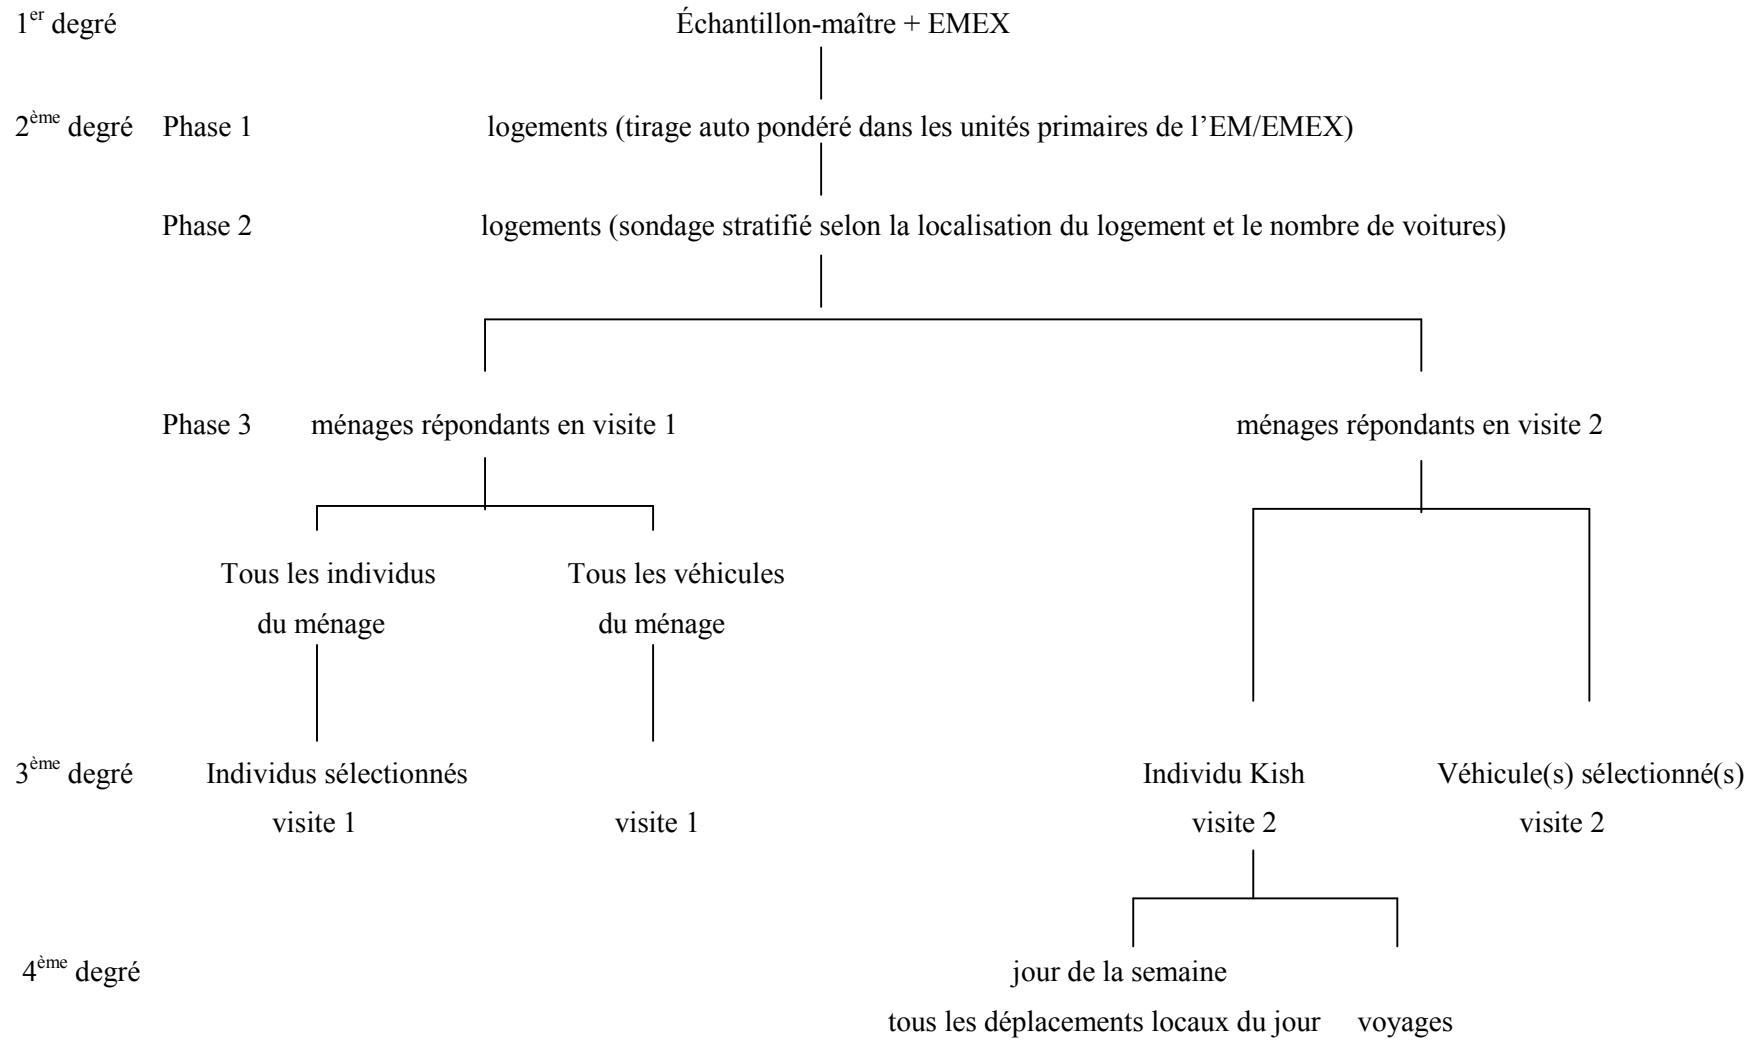 1er degré Échantillon-maître + EMEX
2ème degré Phase 1 logements (tirage auto pondéré dans les unités primaires de l’EM/EMEX)
Phase 2 logements (sondage stratifié selon la localisation du logement et le nombre de voitures)
Phase 3 ménages répondants en visite 1 ménages répondants en visite 2
Tous les individus Tous les véhicules
du ménage du ménage
3ème degré Individus sélectionnés Individu Kish Véhicule(s) sélectionné(s)
visite 1 visite 1 visite 2 visite 2
4ème degré jour de la semaine
tous les déplacements locaux du jour voyages